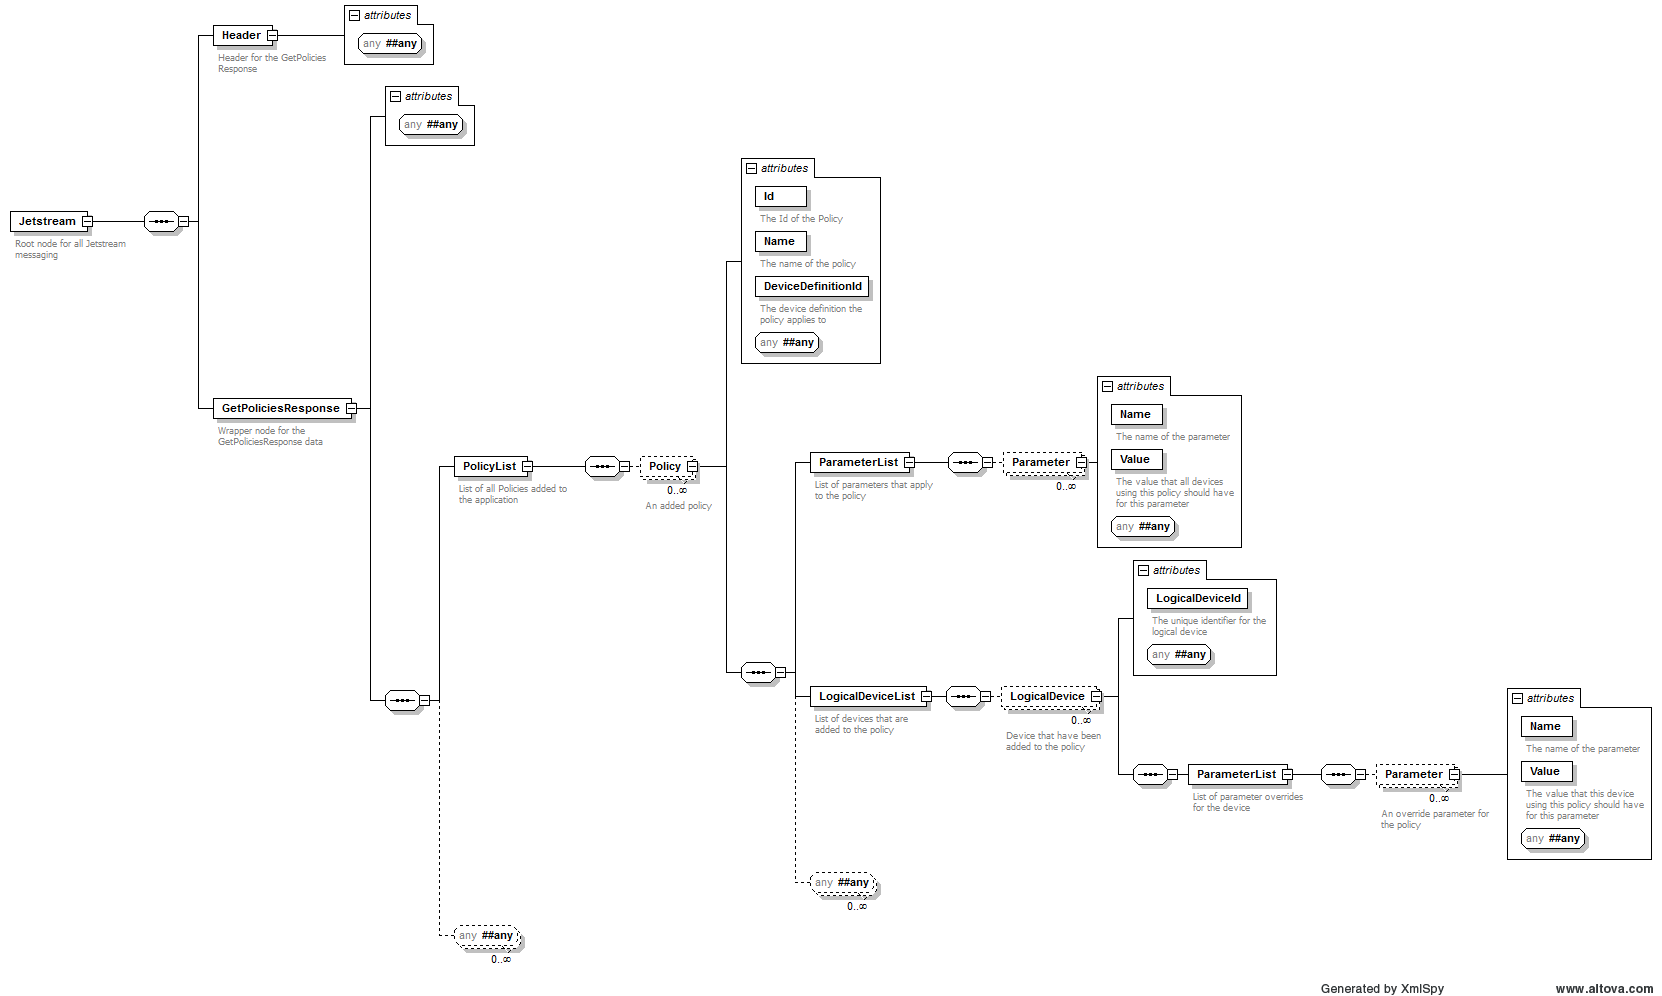 attributes
any ##any
Header
Header for the GetPolicies
Response
attributes
any ##any
attributes
Id
The Id of the Policy
Name
The name of the policy
DeviceDefinitionId
The device definition the
policy applies to
any ##any
Jetstream
Root node for all Jetstream
messaging
GetPoliciesResponse
Wrapper node for the
GetPoliciesResponse data
PolicyList
List of all Policies added to
the application
Policy
0..∞
An added policy
ParameterList
List of parameters that apply
to the policy
Parameter
0..∞
attributes
Name
The name of the parameter
Value
The value that all devices
using this policy should have
for this parameter
any ##any
attributes
LogicalDeviceId
The unique identifier for the
logical device
any ##any
LogicalDeviceList
List of devices that are
added to the policy
LogicalDevice
0..∞
Device that have been
added to the policy
ParameterList
List of parameter overrides
for the device
Parameter
0..∞
An override parameter for
the policy
attributes
Name
The name of the parameter
Value
The value that this device
using this policy should have
for this parameter
any ##any
any ##any
0..∞
any ##any
0..∞
Generated by XmlSpy
www.altova.com